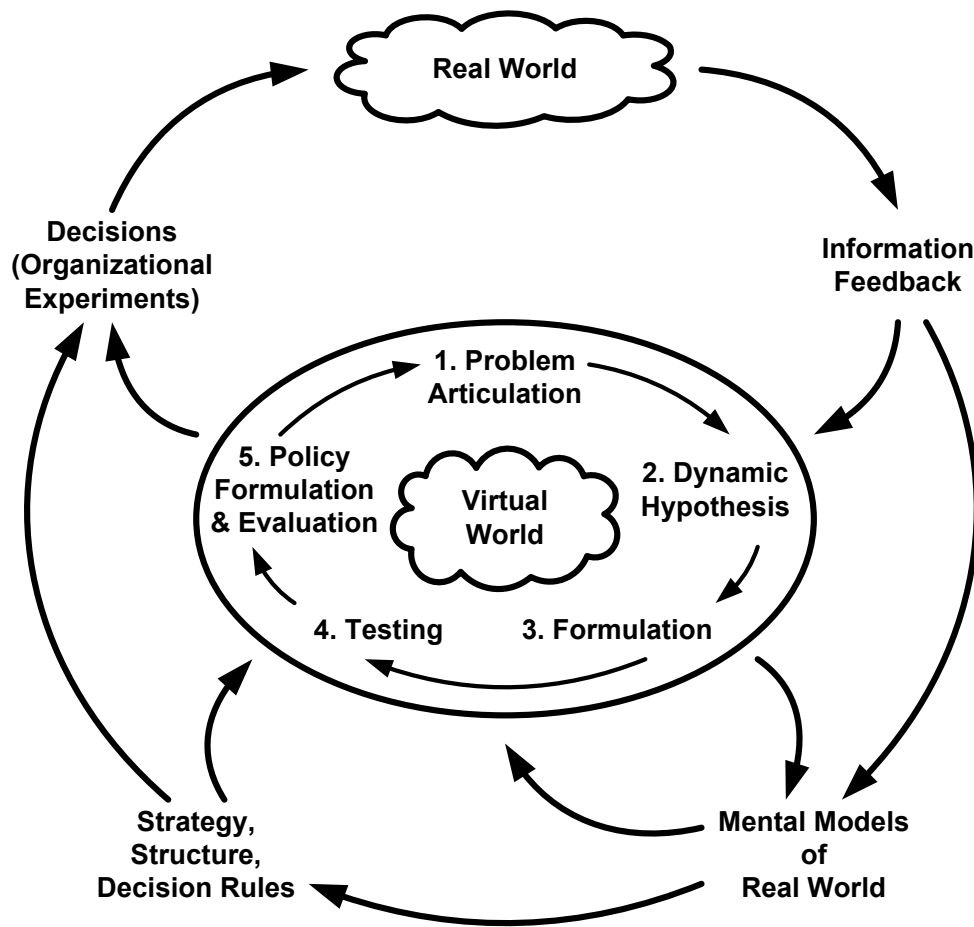 Real World
Decisions
(Organizational
Experiments)
Information
Feedback
1. Problem
Articulation
2. Dynamic
Hypothesis
3. Formulation
4. Testing
5. Policy
Formulation
& Evaluation
Virtual
World
Mental Models
of
Real World
Strategy,
Structure,
Decision Rules